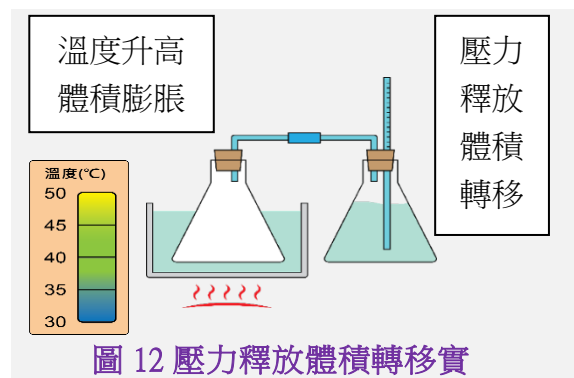 溫度升高
體積膨脹
壓力
釋放
體積
轉移
溫度(℃)
50
45
40
35
30
圖 12 壓力釋放體積轉移實